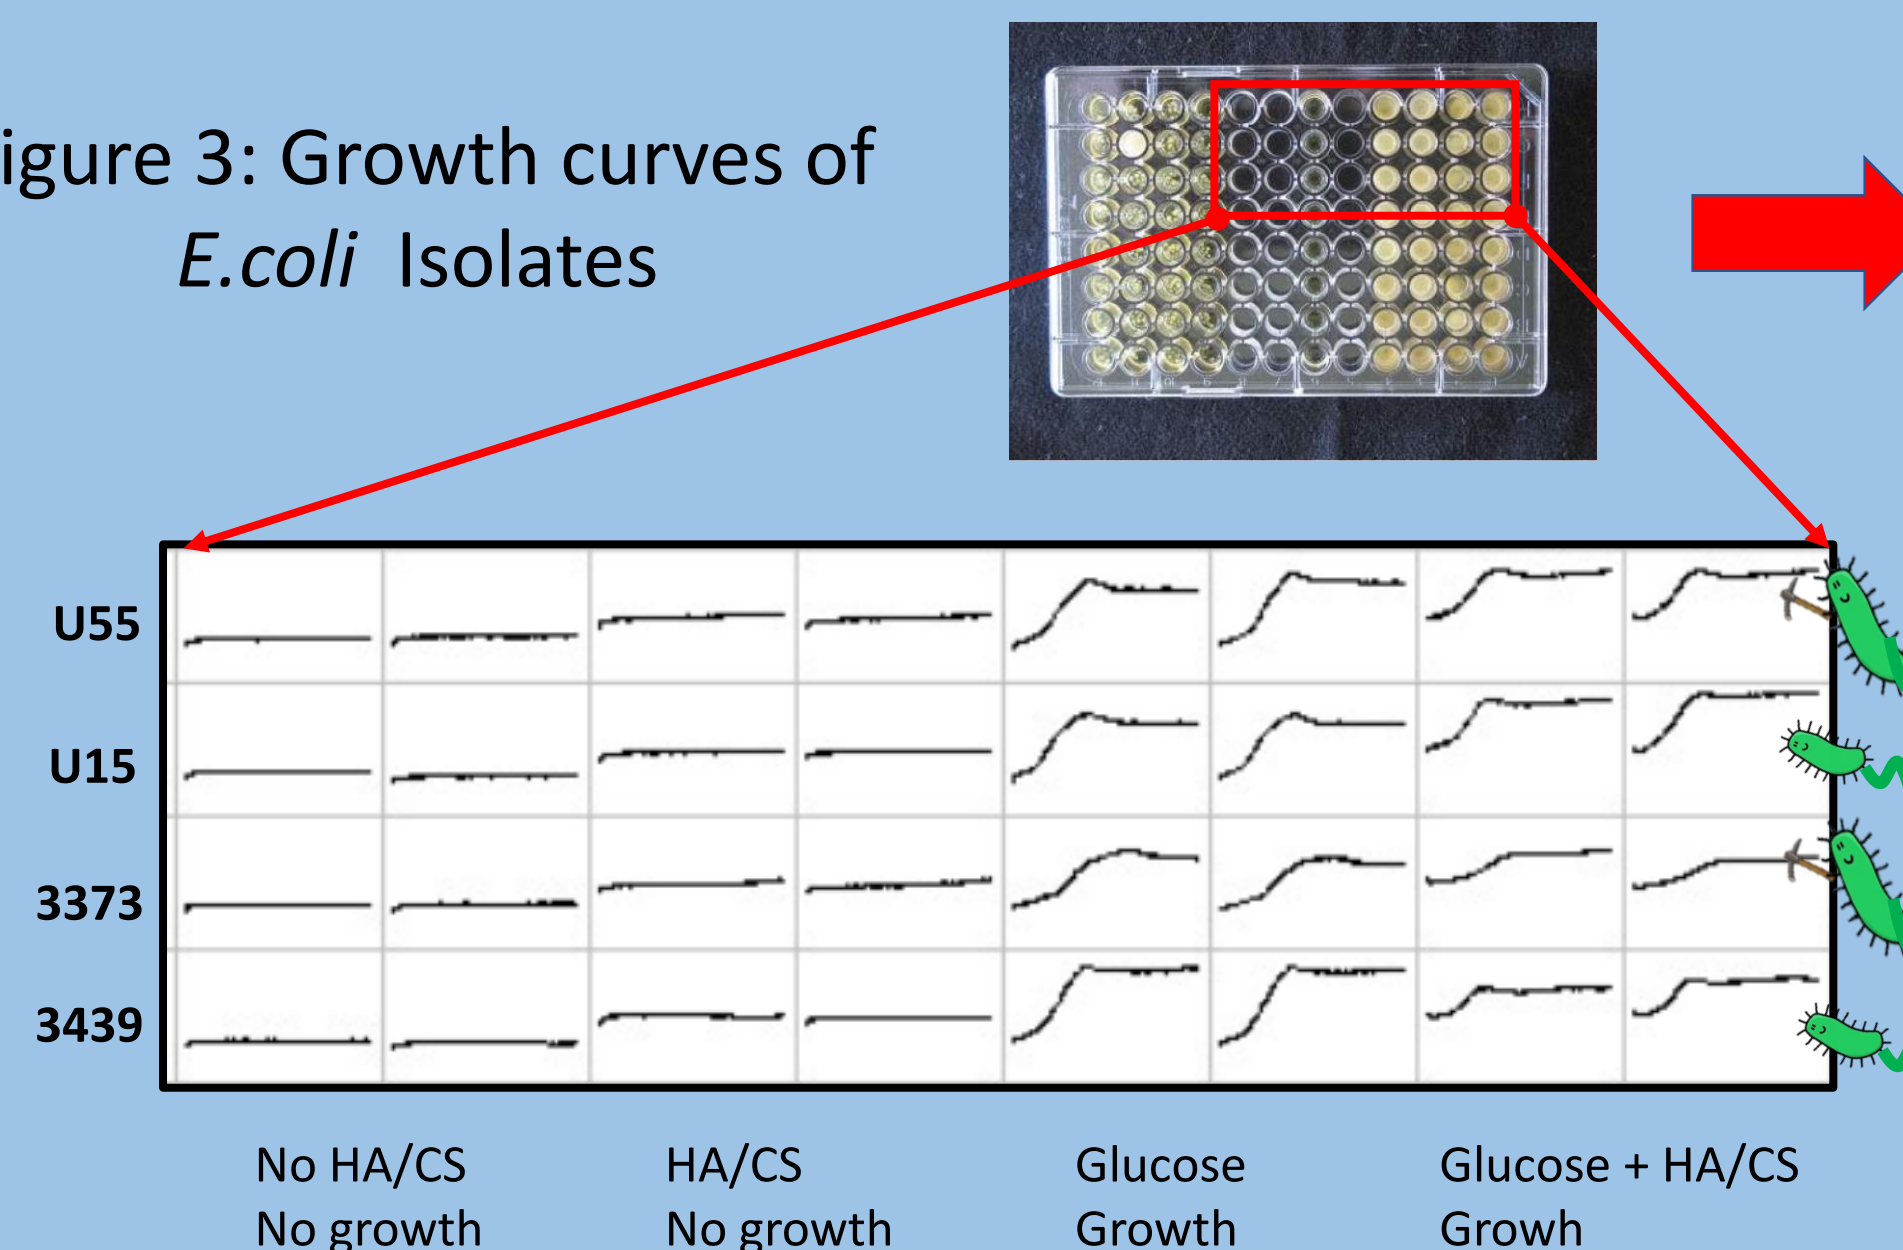 igure 3: Growth curves of
E.coli Isolates
U55
U15
3373
3439
No HA/CS
No growth
HA/CS
No growth
Glucose
Growth
Glucose + HA/CS
Growh